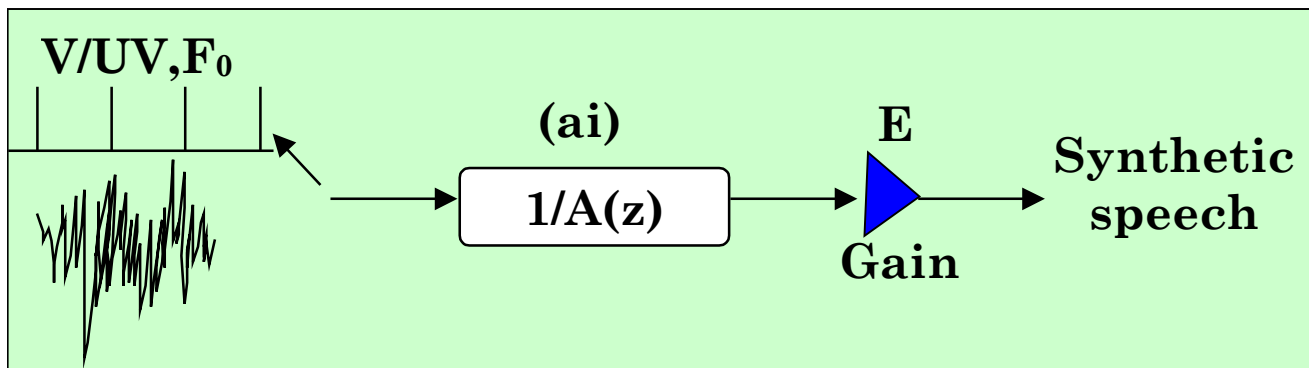 V/UV,F₀
(ai)
1/A(z)
E
Gain
Synthetic
speech